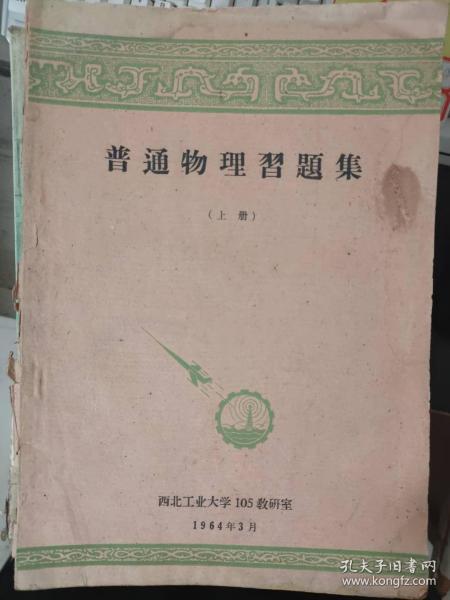 普通物理習題集
(上册)
西北工业大学105教研室
1964年3月
孔夫子旧书网
www.kongfz.com